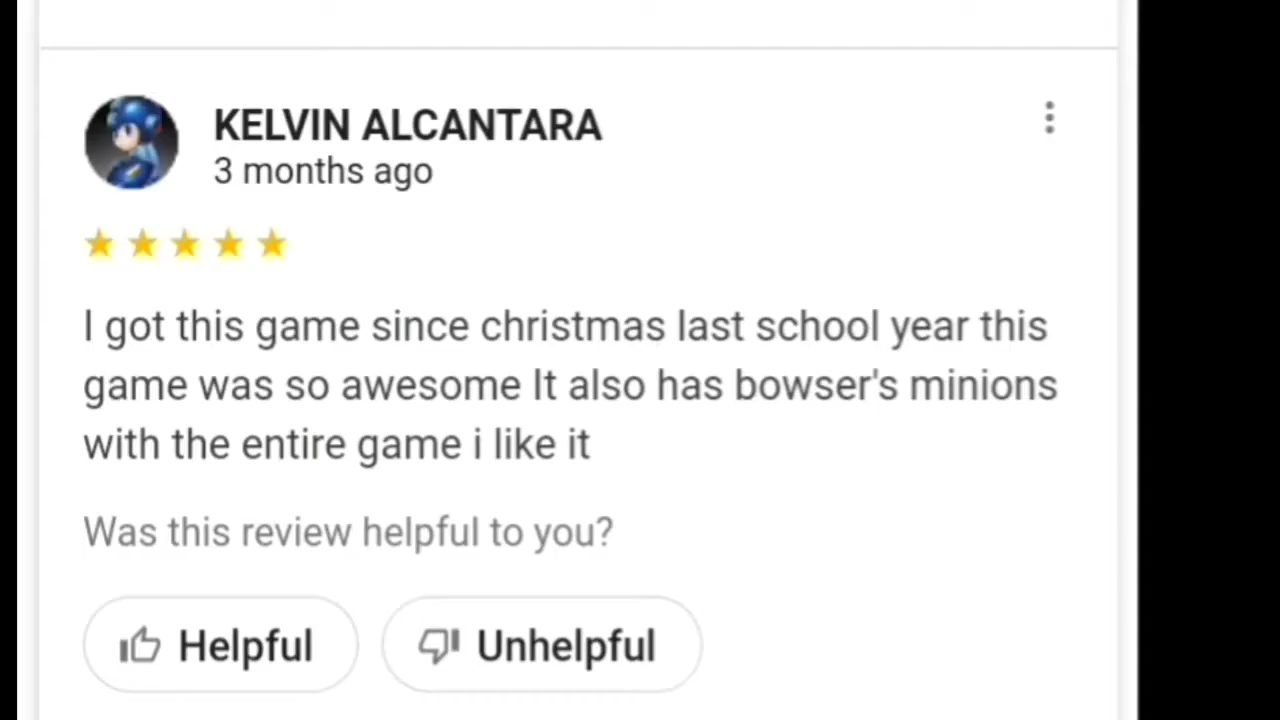 KELVIN ALCANTARA
3 months ago
I got this game since christmas last school year this
game was so awesome It also has bowser's minions
with the entire game i like it
Was this review helpful to you?
Helpful
Unhelpful